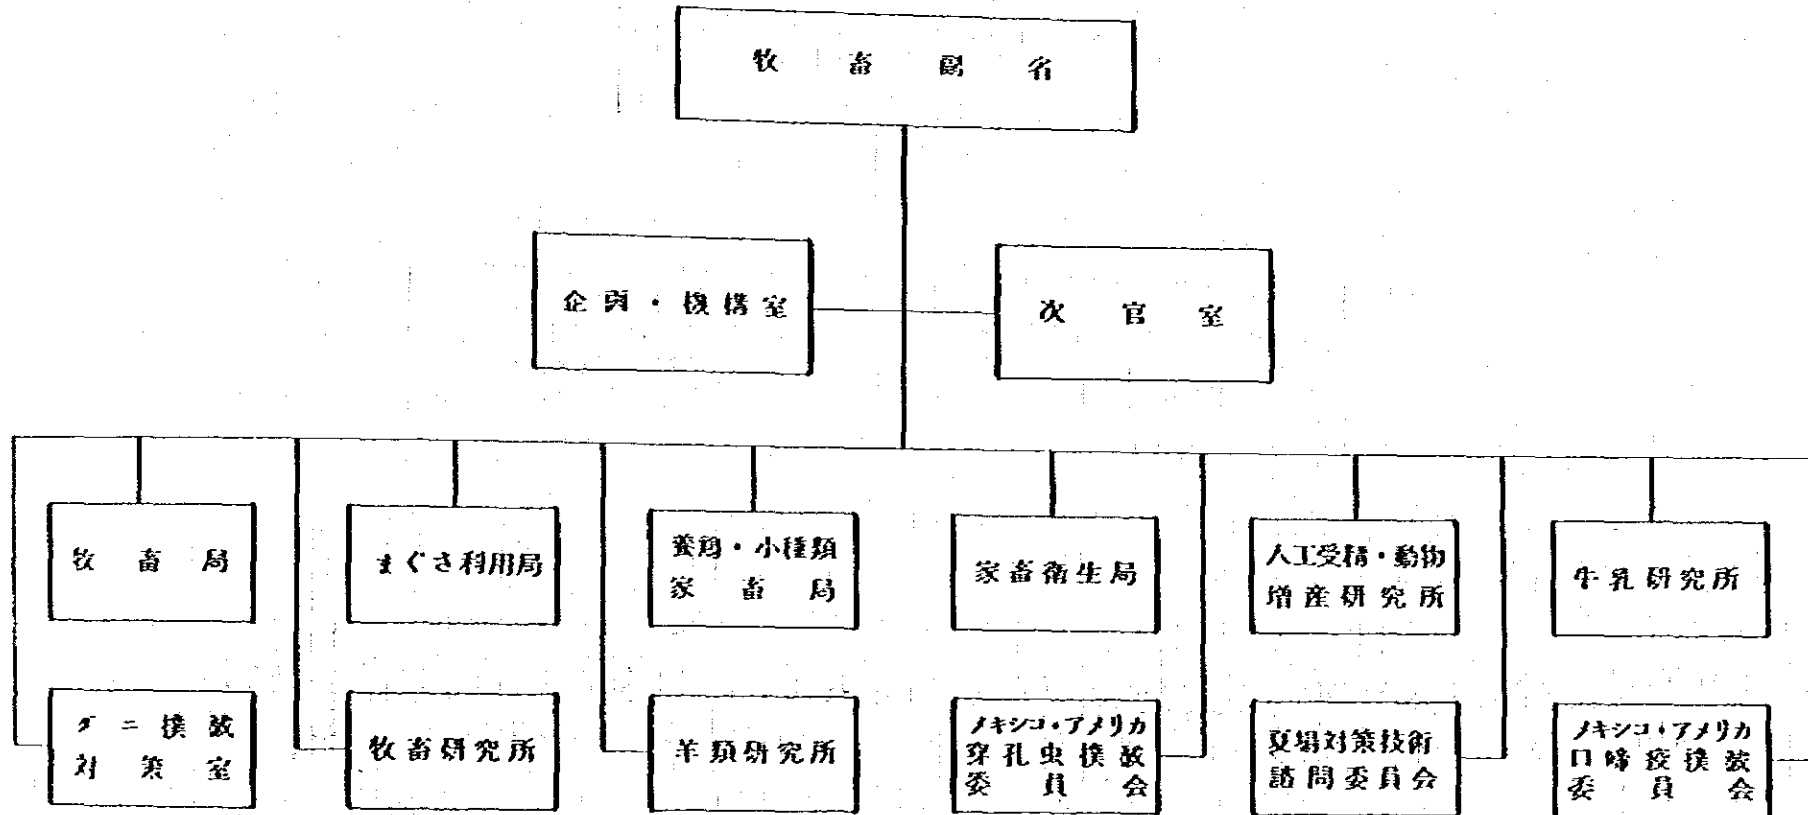 牧畜副省
企画・機構室
次官室
牧畜局
まぐさ利用局
養鶏・小種類
家畜局
家畜衛生局
人工受精・動物
増産研究所
牛乳研究所
ダニ撲滅
対策室
牧畜研究所
羊類研究所
メキシコ・アメリカ
穿孔虫撲滅
委員会
夏場対策技術
諮問委員会
メキシコ・アメリカ
口蹄疫撲滅
委員会